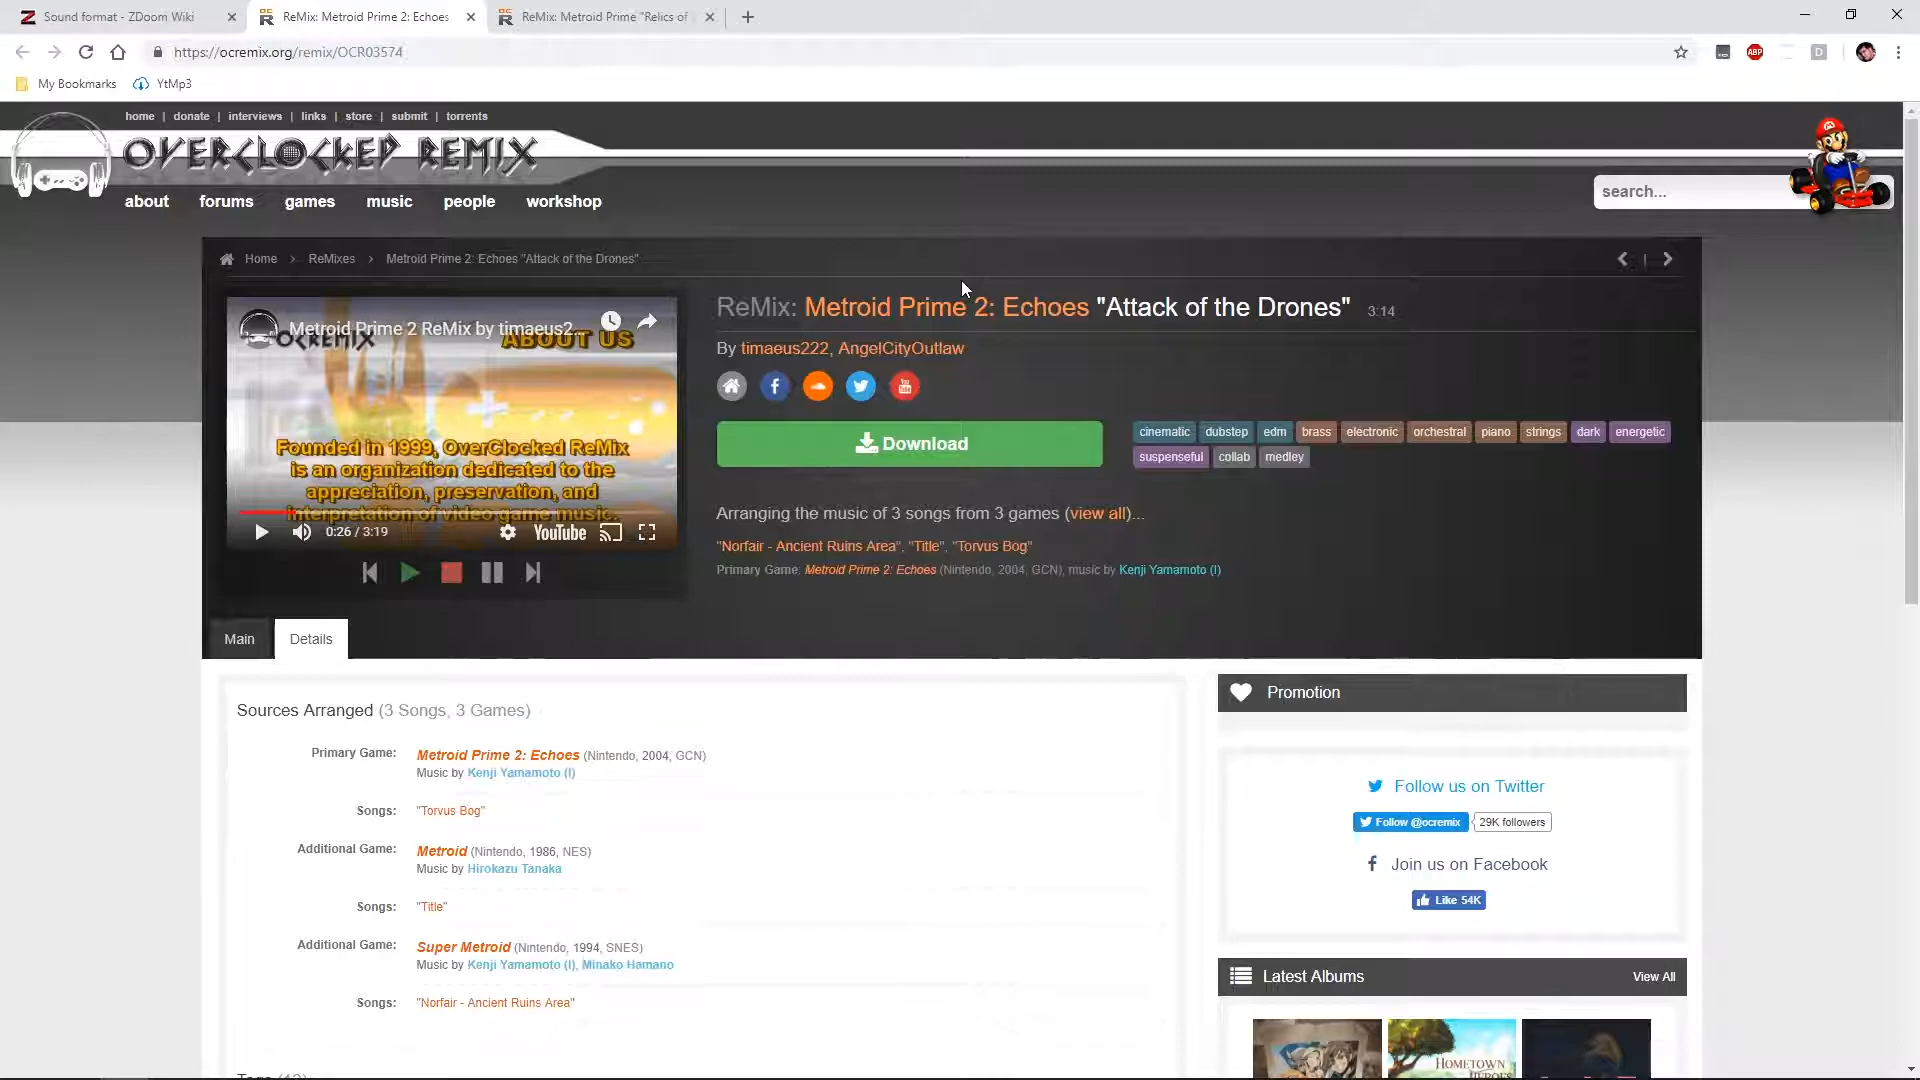 Sound format - ZDoom Wiki
ReMix: Metroid Prime 2: Echoes
ReMix: Metroid Prime "Relics of
https://ocremix.org/remix/OCR03574
ABP
D
My Bookmarks
YtMp3
home | donate | interviews | links | store | submit | torrents
OVERCLOCKED REMIX
about forums games music people workshop
search...
Home > ReMixes > Metroid Prime 2: Echoes "Attack of the Drones"
Metroid Prime 2 ReMix by timaeus2...
OCREMIX
ABOUT US
Founded in 1999, OverClocked ReMix
is an organization dedicated to the
appreciation, preservation, and
interpretation of video game music.
0:26 / 3:19
YouTube
ReMix: Metroid Prime 2: Echoes "Attack of the Drones" 3:14
By timaeus222, AngelCityOutlaw
You Tube
Download
cinematic dubstep edm brass electronic orchestral piano strings dark energetic
suspenseful collab medley
Arranging the music of 3 songs from 3 games (view all)...
"Norfair - Ancient Ruins Area", "Title", "Torvus Bog"
Primary Game: Metroid Prime 2: Echoes (Nintendo, 2004, GCN), music by Kenji Yamamoto (I)
Main
Details
Sources Arranged (3 Songs, 3 Games)
Primary Game: Metroid Prime 2: Echoes (Nintendo, 2004, GCN)
Music by Kenji Yamamoto (I)
Songs: "Torvus Bog"
Additional Game: Metroid (Nintendo, 1986, NES)
Music by Hirokazu Tanaka
Songs: "Title"
Additional Game: Super Metroid (Nintendo, 1994, SNES)
Music by Kenji Yamamoto (I), Minako Hamano
Songs: "Norfair - Ancient Ruins Area"
Promotion
Follow us on Twitter
Follow @ocremix 29K followers
Join us on Facebook
Like 54K
Latest Albums
View All
HOMETOWN